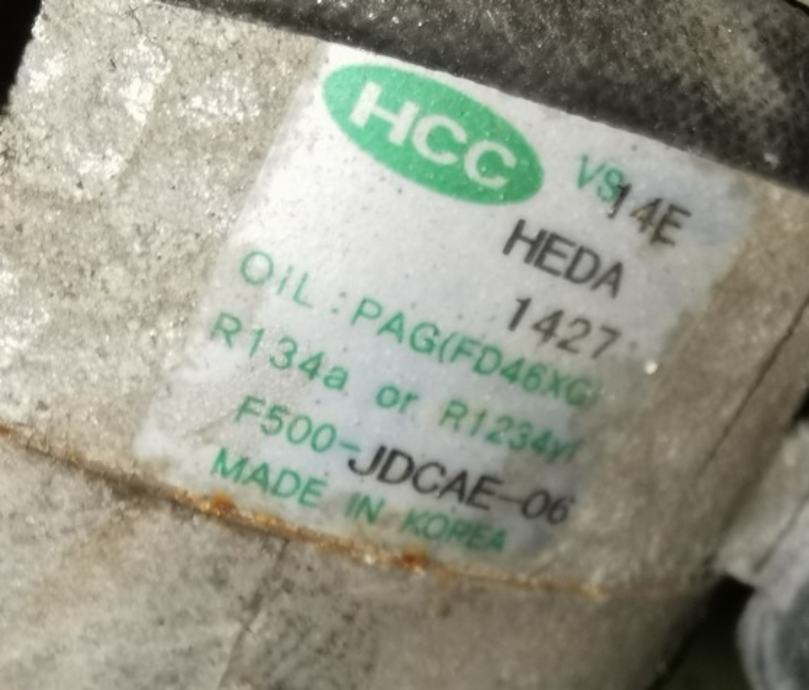 HCC VS14E
HEDA
1427
OIL : PAG(FD46XG)
R134a or R1234yf
F500-JDCAE-06
MADE IN KOREA